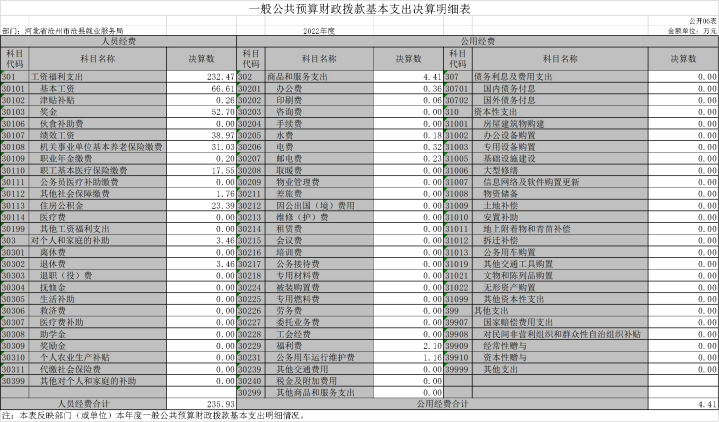 一般公共预算财政拨款基本支出决算明细表
公开06表
部门：河北省沧州市沧县就业服务局 2022年度 金额单位：万元
人员经费 公用经费
科目代码 科目名称 决算数 科目代码 科目名称 决算数 科目代码 科目名称 决算数
301 工资福利支出 232.47 302 商品和服务支出 4.41 307 债务利息及费用支出 0.00
30101 基本工资 66.61 30201 办公费 0.36 30701 国内债务付息 0.00
30102 津贴补贴 0.26 30202 印刷费 0.06 30702 国外债务付息 0.00
30103 奖金 52.70 30203 咨询费 0.00 310 资本性支出 0.00
30106 伙食补助费 0.00 30204 手续费 0.00 31001 房屋建筑物购建 0.00
30107 绩效工资 38.97 30205 水费 0.18 31002 办公设备购置 0.00
30108 机关事业单位基本养老保险缴费 31.03 30206 电费 0.32 31003 专用设备购置 0.00
30109 职业年金缴费 0.20 30207 邮电费 0.23 31005 基础设施建设 0.00
30110 职工基本医疗保险缴费 17.55 30208 取暖费 0.00 31006 大型修缮 0.00
30111 公务员医疗补助缴费 0.00 30209 物业管理费 0.00 31007 信息网络及软件购置更新 0.00
30112 其他社会保障缴费 1.76 30211 差旅费 0.00 31008 物资储备 0.00
30113 住房公积金 23.39 30212 因公出国（境）费用 0.00 31009 土地补偿 0.00
30114 医疗费 0.00 30213 维修（护）费 0.00 31010 安置补助 0.00
30199 其他工资福利支出 0.00 30214 租赁费 0.00 31011 地上附着物和青苗补偿 0.00
303 对个人和家庭的补助 3.46 30215 会议费 0.00 31012 拆迁补偿 0.00
30301 离休费 0.00 30216 培训费 0.00 31013 公务用车购置 0.00
30302 退休费 3.46 30217 公务接待费 0.00 31019 其他交通工具购置 0.00
30303 退职（役）费 0.00 30218 专用材料费 0.00 31021 文物和陈列品购置 0.00
30304 抚恤金 0.00 30224 被装购置费 0.00 31022 无形资产购置 0.00
30305 生活补助 0.00 30225 专用燃料费 0.00 31099 其他资本性支出 0.00
30306 救济费 0.00 30226 劳务费 0.00 399 其他支出 0.00
30307 医疗费补助 0.00 30227 委托业务费 0.00 39907 国家赔偿费用支出 0.00
30308 助学金 0.00 30228 工会经费 0.00 39908 对民间非营利组织和群众性自治组织补贴 0.00
30309 奖励金 0.00 30229 福利费 2.10 39909 经常性赠与 0.00
30310 个人农业生产补贴 0.00 30231 公务用车运行维护费 1.16 39910 资本性赠与 0.00
30311 代缴社会保险费 0.00 30239 其他交通费用 0.00 39999 其他支出 0.00
30399 其他对个人和家庭的补助 0.00 30240 税金及附加费用 0.00
30299 其他商品和服务支出 0.00
人员经费合计 235.93 公用经费合计 4.41
注：本表反映部门（或单位）本年度一般公共预算财政拨款基本支出明细情况。